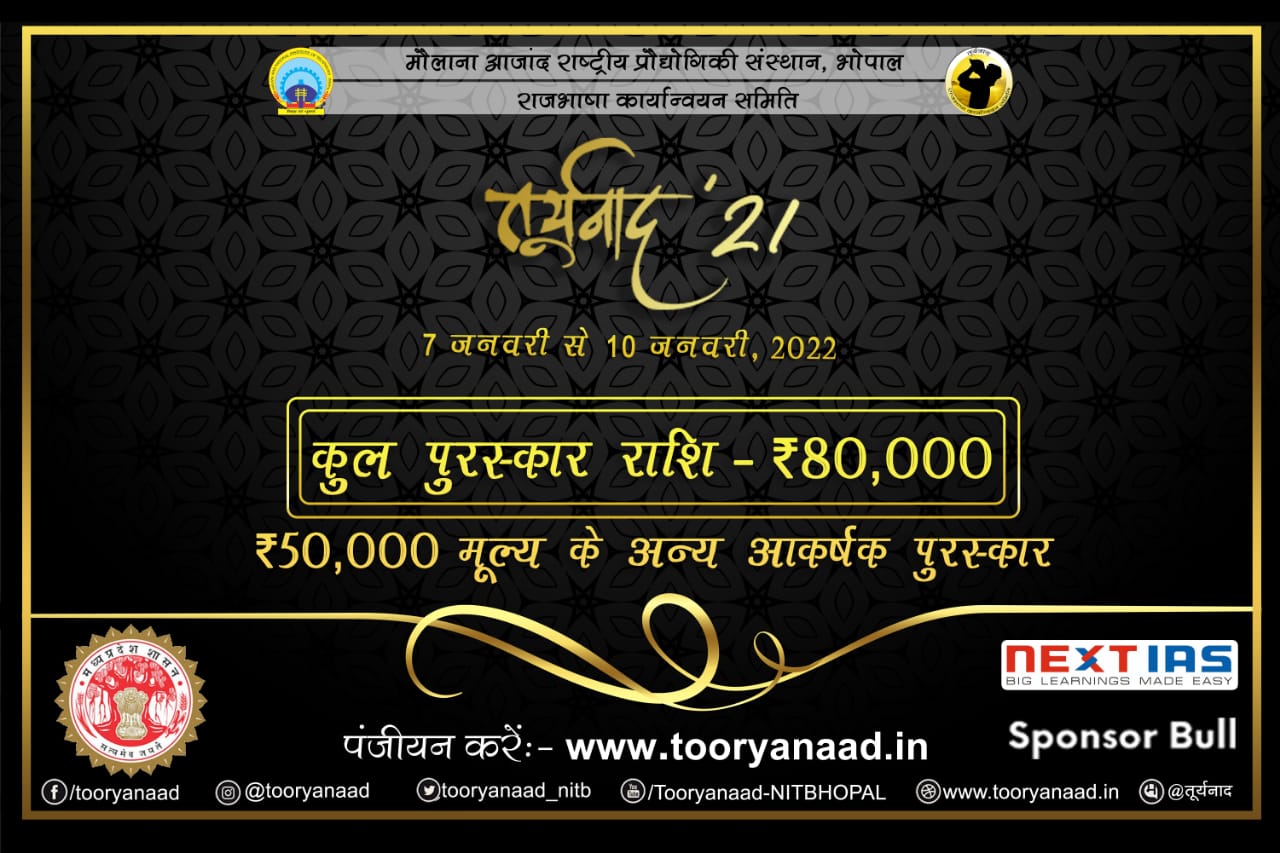 मौलाना आजांद राष्ट्रीय प्रौद्योगिकी संस्थान, भोपाल
राजभाषा कार्यान्वयन समिति
तूर्यनाद
तूर्यनाद '21
7 जनवरी से 10 जनवरी, 2022
कुल पुरस्कार राशि - ₹80,000
₹50,000 मूल्य के अन्य आकर्षक पुरस्कार
मध्यप्रदेश शासन
सत्यमेव जयते
NEXT IAS
BIG LEARNINGS MADE EASY
Sponsor Bull
पंजीयन करेंः- www.tooryanaad.in
/tooryanaad @tooryanaad tooryanaad_nitb /Tooryanaad-NITBHOPAL www.tooryanaad.in @तूर्यनाद